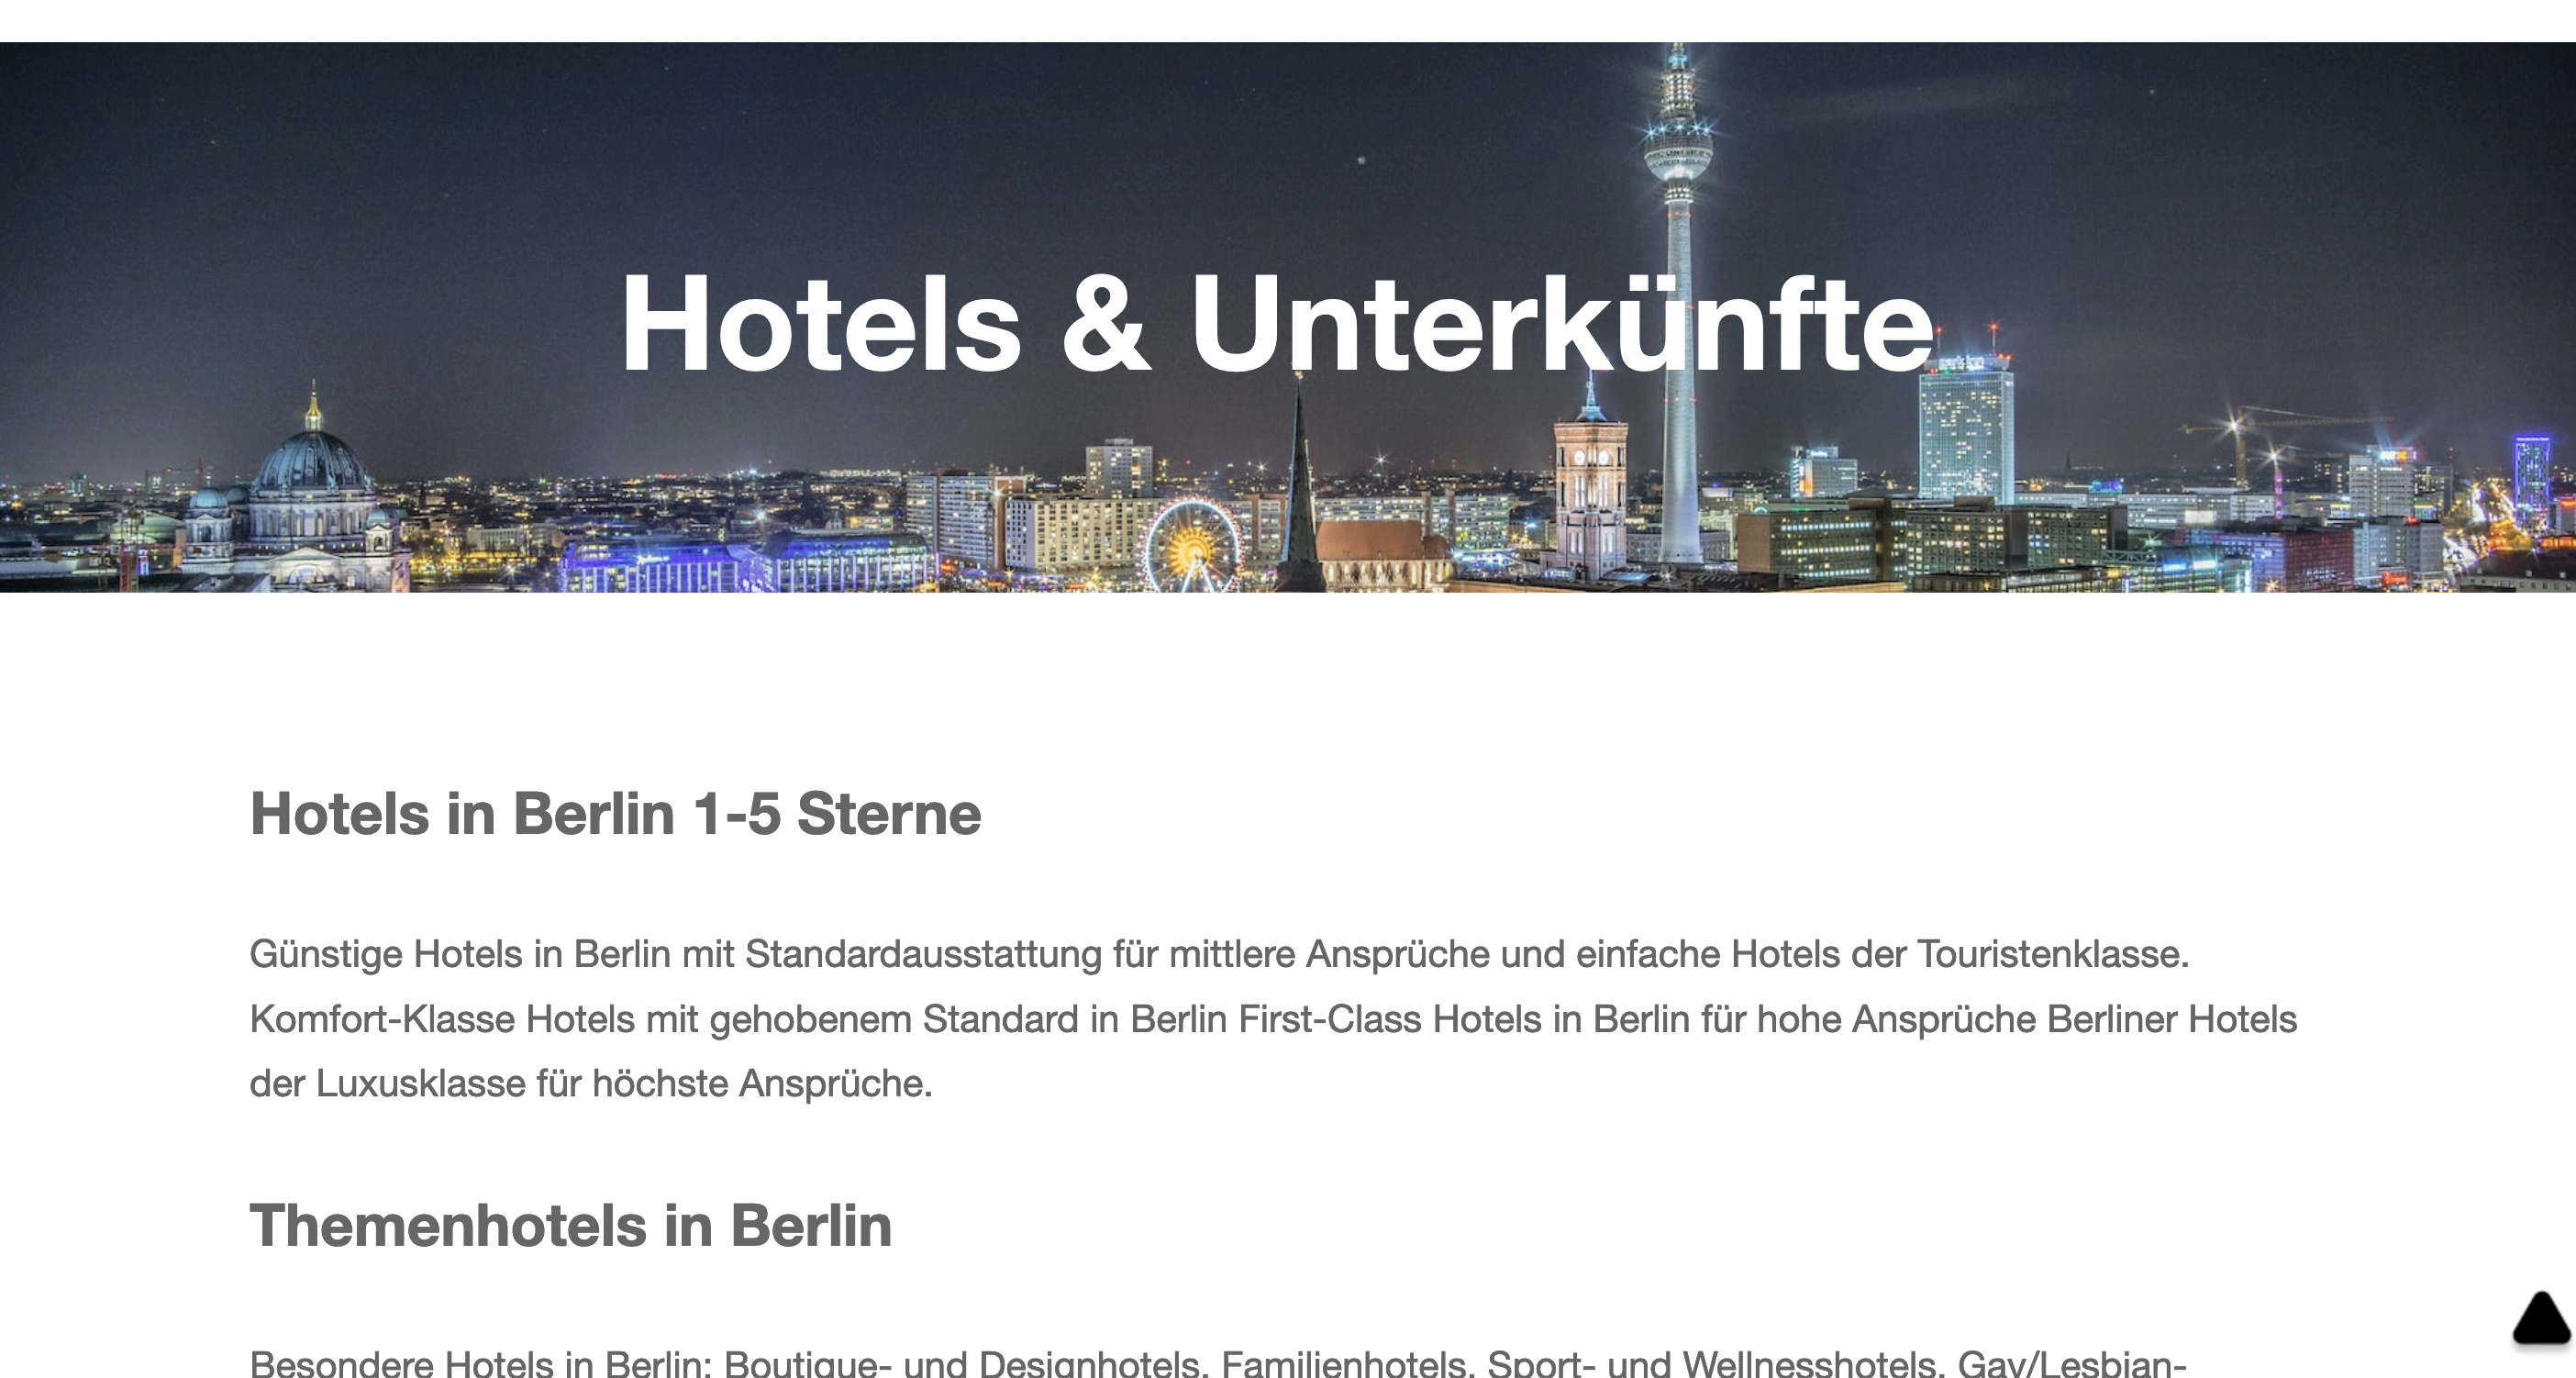 Hotels & Unterkünfte
Hotels in Berlin 1-5 Sterne
Günstige Hotels in Berlin mit Standardausstattung für mittlere Ansprüche und einfache Hotels der Touristenklasse.
Komfort-Klasse Hotels mit gehobenem Standard in Berlin First-Class Hotels in Berlin für hohe Ansprüche Berliner Hotels
der Luxusklasse für höchste Ansprüche.
Themenhotels in Berlin
Besondere Hotels in Berlin: Boutique- und Designhotels, Familienhotels, Sport- und Wellnesshotels, Gay/Lesbian-